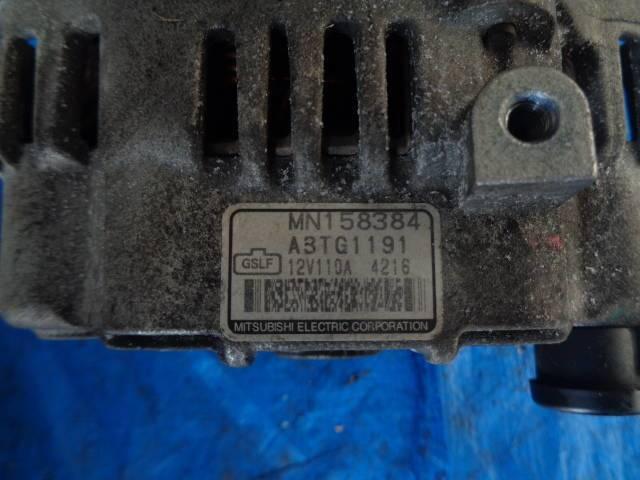 MN158384
A3TG1191
GSLF 12V110A 4216
MITSUBISHI ELECTRIC CORPORATION